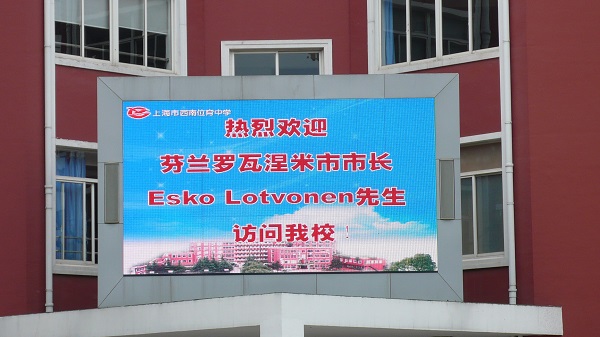 上海市西南位育中学
热烈欢迎
芬兰罗瓦涅米市市长
Esko Lotvonen先生
访问我校！